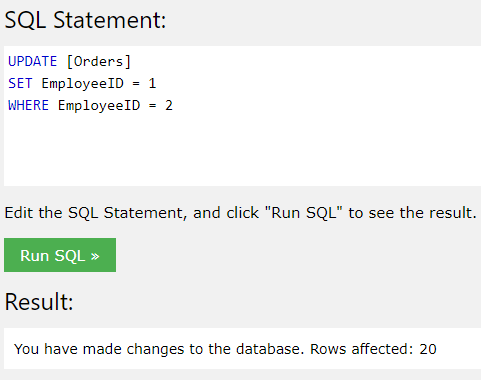 SQL Statement:
UPDATE [Orders]
SET EmployeeID = 1
WHERE EmployeeID = 2
Edit the SQL Statement, and click "Run SQL" to see the result.
Run SQL »
Result:
You have made changes to the database. Rows affected: 20